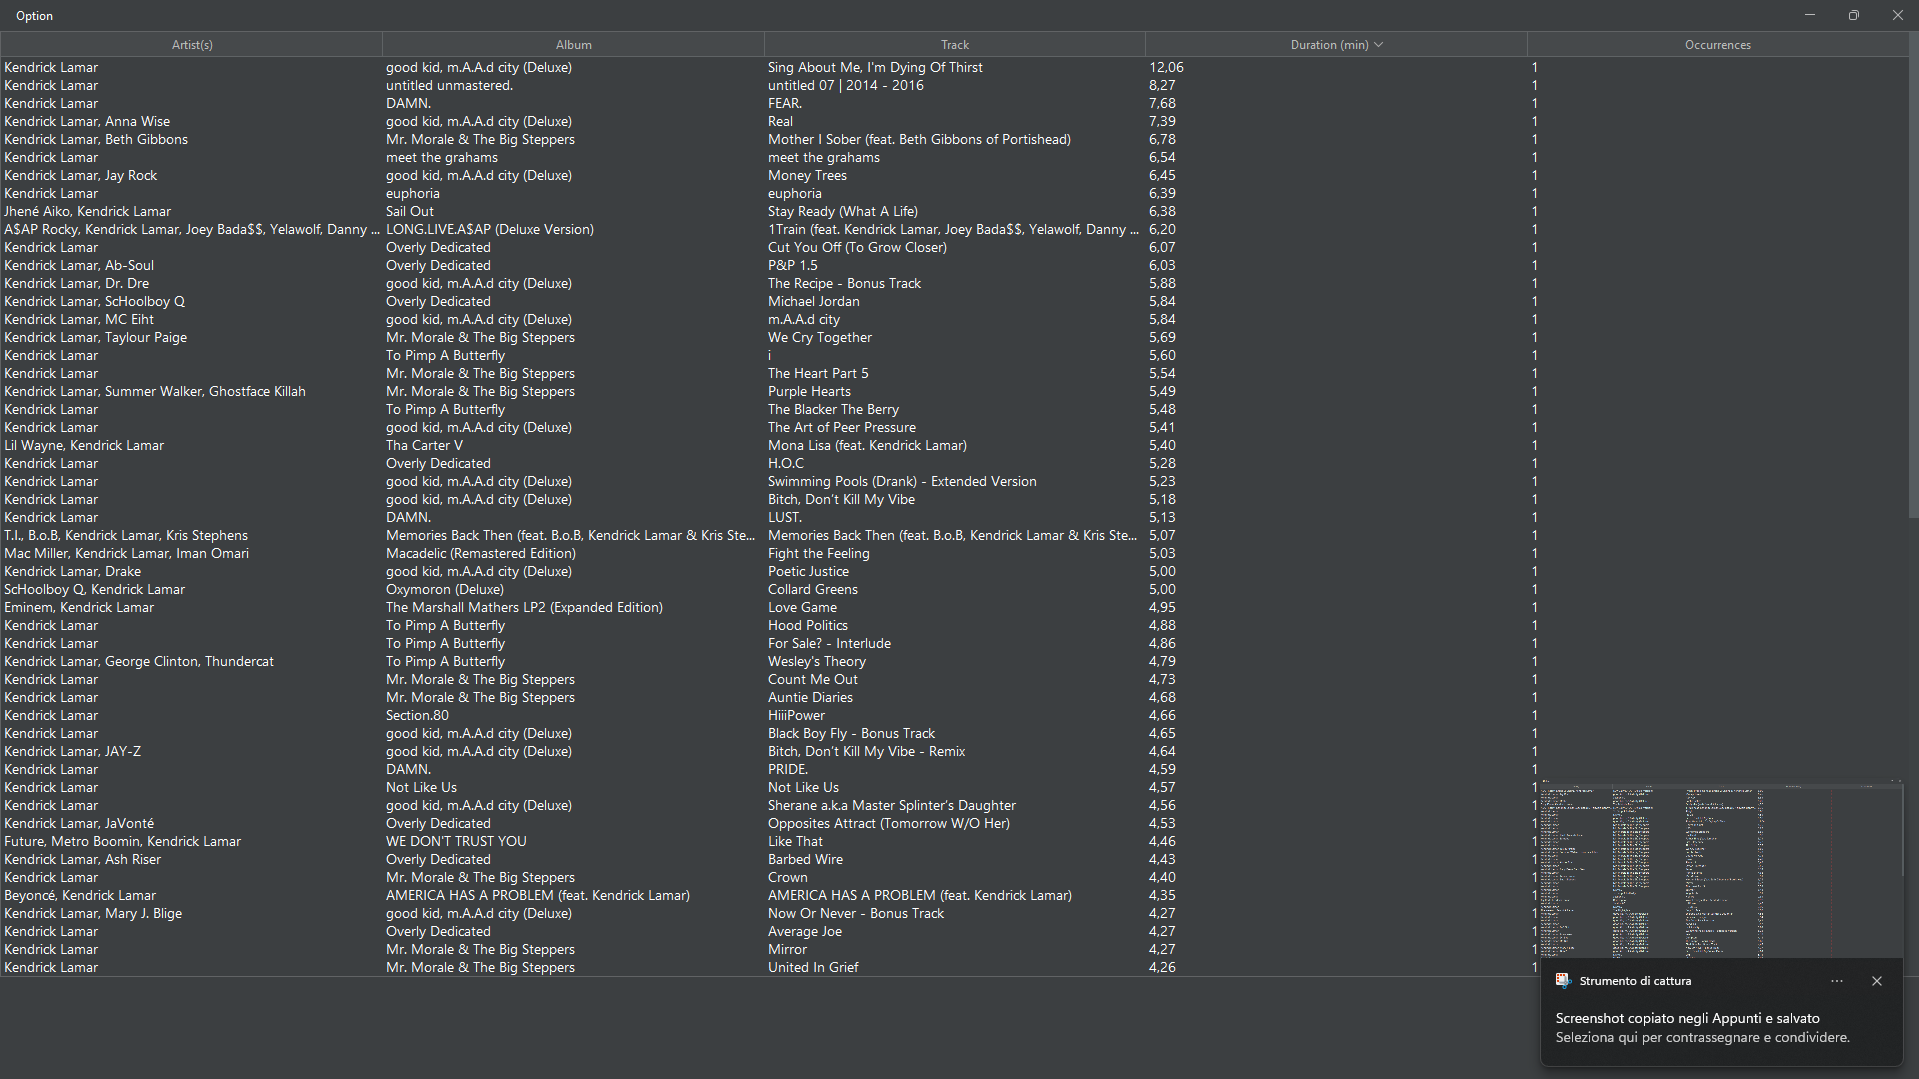 Option
Artist(s) Album Track Duration (min) Occurrences
Kendrick Lamar good kid, m.A.A.d city (Deluxe) Sing About Me, I'm Dying Of Thirst 12,06 1
Kendrick Lamar untitled unmastered. untitled 07 | 2014 - 2016 8,27 1
Kendrick Lamar DAMN. FEAR. 7,68 1
Kendrick Lamar, Anna Wise good kid, m.A.A.d city (Deluxe) Real 7,39 1
Kendrick Lamar, Beth Gibbons Mr. Morale & The Big Steppers Mother I Sober (feat. Beth Gibbons of Portishead) 6,78 1
Kendrick Lamar meet the grahams meet the grahams 6,54 1
Kendrick Lamar, Jay Rock good kid, m.A.A.d city (Deluxe) Money Trees 6,45 1
Kendrick Lamar euphoria euphoria 6,39 1
Jhené Aiko, Kendrick Lamar Sail Out Stay Ready (What A Life) 6,38 1
A$AP Rocky, Kendrick Lamar, Joey Bada$$, Yelawolf, Danny ... LONG.LIVE.A$AP (Deluxe Version) 1Train (feat. Kendrick Lamar, Joey Bada$$, Yelawolf, Danny ... 6,20 1
Kendrick Lamar Overly Dedicated Cut You Off (To Grow Closer) 6,07 1
Kendrick Lamar, Ab-Soul Overly Dedicated P&P 1.5 6,03 1
Kendrick Lamar, Dr. Dre good kid, m.A.A.d city (Deluxe) The Recipe - Bonus Track 5,88 1
Kendrick Lamar, ScHoolboy Q Overly Dedicated Michael Jordan 5,84 1
Kendrick Lamar, MC Eiht good kid, m.A.A.d city (Deluxe) m.A.A.d city 5,84 1
Kendrick Lamar, Taylour Paige Mr. Morale & The Big Steppers We Cry Together 5,69 1
Kendrick Lamar To Pimp A Butterfly i 5,60 1
Kendrick Lamar Mr. Morale & The Big Steppers The Heart Part 5 5,54 1
Kendrick Lamar, Summer Walker, Ghostface Killah Mr. Morale & The Big Steppers Purple Hearts 5,49 1
Kendrick Lamar To Pimp A Butterfly The Blacker The Berry 5,48 1
Kendrick Lamar good kid, m.A.A.d city (Deluxe) The Art of Peer Pressure 5,41 1
Lil Wayne, Kendrick Lamar Tha Carter V Mona Lisa (feat. Kendrick Lamar) 5,40 1
Kendrick Lamar Overly Dedicated H.O.C 5,28 1
Kendrick Lamar good kid, m.A.A.d city (Deluxe) Swimming Pools (Drank) - Extended Version 5,23 1
Kendrick Lamar good kid, m.A.A.d city (Deluxe) Bitch, Don't Kill My Vibe 5,18 1
Kendrick Lamar DAMN. LUST. 5,13 1
T.I., B.o.B, Kendrick Lamar, Kris Stephens Memories Back Then (feat. B.o.B, Kendrick Lamar & Kris Ste... Memories Back Then (feat. B.o.B, Kendrick Lamar & Kris Ste... 5,07 1
Mac Miller, Kendrick Lamar, Iman Omari Macadelic (Remastered Edition) Fight the Feeling 5,03 1
Kendrick Lamar, Drake good kid, m.A.A.d city (Deluxe) Poetic Justice 5,00 1
ScHoolboy Q, Kendrick Lamar Oxymoron (Deluxe) Collard Greens 5,00 1
Eminem, Kendrick Lamar The Marshall Mathers LP2 (Expanded Edition) Love Game 4,95 1
Kendrick Lamar To Pimp A Butterfly Hood Politics 4,88 1
Kendrick Lamar To Pimp A Butterfly For Sale? - Interlude 4,86 1
Kendrick Lamar, George Clinton, Thundercat To Pimp A Butterfly Wesley's Theory 4,79 1
Kendrick Lamar Mr. Morale & The Big Steppers Count Me Out 4,73 1
Kendrick Lamar Mr. Morale & The Big Steppers Auntie Diaries 4,68 1
Kendrick Lamar Section.80 HiiiPower 4,66 1
Kendrick Lamar good kid, m.A.A.d city (Deluxe) Black Boy Fly - Bonus Track 4,65 1
Kendrick Lamar, JAY-Z good kid, m.A.A.d city (Deluxe) Bitch, Don't Kill My Vibe - Remix 4,64 1
Kendrick Lamar DAMN. PRIDE. 4,59 1
Kendrick Lamar Not Like Us Not Like Us 4,57 1
Kendrick Lamar good kid, m.A.A.d city (Deluxe) Sherane a.k.a Master Splinter's Daughter 4,56 1
Kendrick Lamar, JaVonté Overly Dedicated Opposites Attract (Tomorrow W/O Her) 4,53 1
Future, Metro Boomin, Kendrick Lamar WE DON'T TRUST YOU Like That 4,46 1
Kendrick Lamar, Ash Riser Overly Dedicated Barbed Wire 4,43 1
Kendrick Lamar Mr. Morale & The Big Steppers Crown 4,40 1
Beyoncé, Kendrick Lamar AMERICA HAS A PROBLEM (feat. Kendrick Lamar) AMERICA HAS A PROBLEM (feat. Kendrick Lamar) 4,35 1
Kendrick Lamar, Mary J. Blige good kid, m.A.A.d city (Deluxe) Now Or Never - Bonus Track 4,27 1
Kendrick Lamar Overly Dedicated Average Joe 4,27 1
Kendrick Lamar Mr. Morale & The Big Steppers Mirror 4,27 1
Kendrick Lamar Mr. Morale & The Big Steppers United In Grief 4,26 1
Strumento di cattura
Screenshot copiato negli Appunti e salvato
Seleziona qui per contrassegnare e condividere.